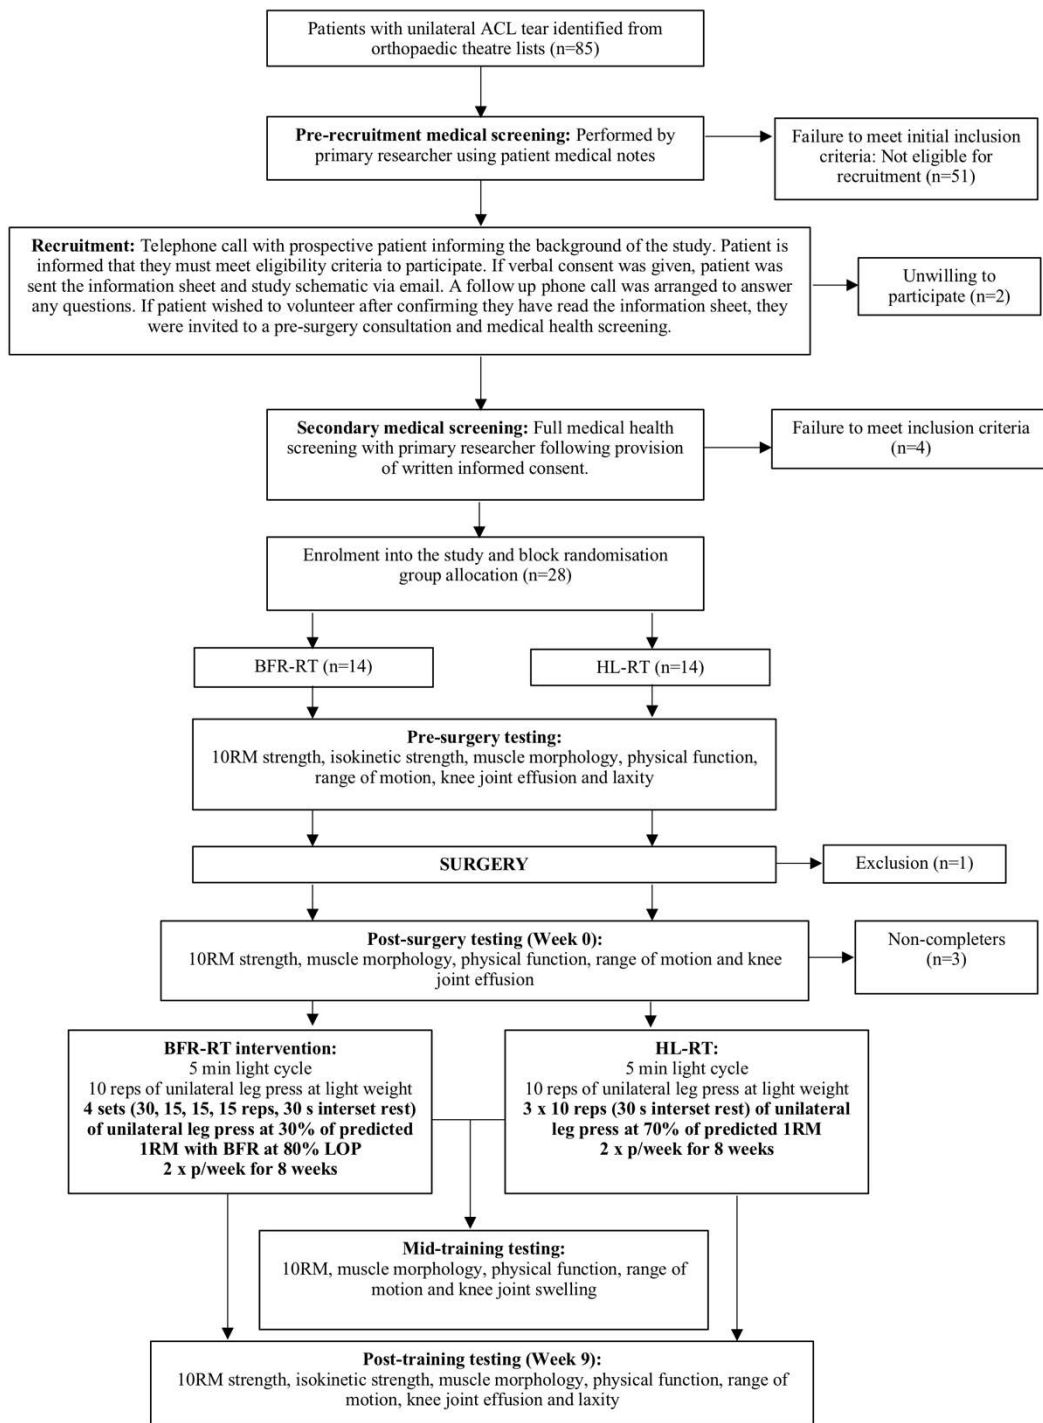 Patients with unilateral ACL tear identified from
orthopaedic theatre lists (n=85)
Pre-recruitment medical screening: Performed by
primary researcher using patient medical notes
Failure to meet initial inclusion
criteria: Not eligible for
recruitment (n=51)
Recruitment: Telephone call with prospective patient informing the background of the study. Patient is
informed that they must meet eligibility criteria to participate. If verbal consent was given, patient was
sent the information sheet and study schematic via email. A follow up phone call was arranged to answer
any questions. If patient wished to volunteer after confirming they have read the information sheet, they
were invited to a pre-surgery consultation and medical health screening.
Unwilling to
participate (n=2)
Secondary medical screening: Full medical health
screening with primary researcher following provision
of written informed consent.
Failure to meet inclusion criteria
(n=4)
Enrolment into the study and block randomisation
group allocation (n=28)
BFR-RT (n=14)
HL-RT (n=14)
Pre-surgery testing:
10RM strength, isokinetic strength, muscle morphology, physical function,
range of motion, knee joint effusion and laxity
SURGERY
Exclusion (n=1)
Post-surgery testing (Week 0):
10RM strength, muscle morphology, physical function, range of motion and knee
joint effusion
Non-completers
(n=3)
BFR-RT intervention:
5 min light cycle
10 reps of unilateral leg press at light weight
4 sets (30, 15, 15, 15 reps, 30 s interset rest)
of unilateral leg press at 30% of predicted
1RM with BFR at 80% LOP
2 x p/week for 8 weeks
HL-RT:
5 min light cycle
10 reps of unilateral leg press at light weight
3 x 10 reps (30 s interset rest) of unilateral
leg press at 70% of predicted 1RM
2 x p/week for 8 weeks
Mid-training testing:
10RM, muscle morphology, physical function, range of
motion and knee joint swelling
Post-training testing (Week 9):
10RM strength, isokinetic strength, muscle morphology, physical function, range of
motion, knee joint effusion and laxity